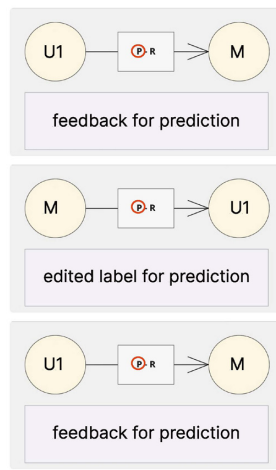 U1 P R M
feedback for prediction
M P R U1
edited label for prediction
U1 P R M
feedback for prediction